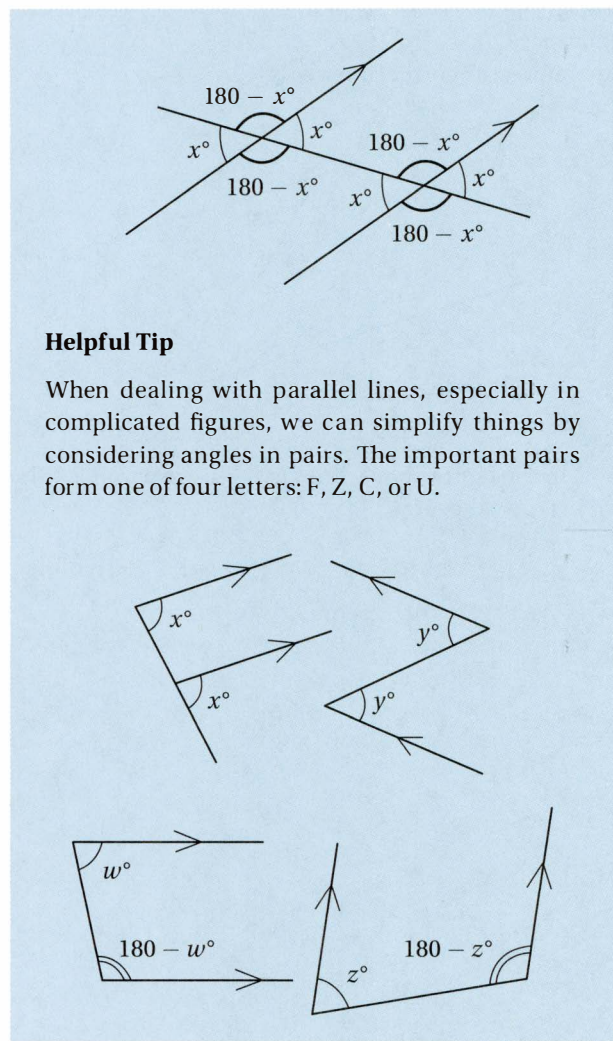 180 − x°
x°
x°
180 − x°
180 − x°
x°
x°
180 − x°
Helpful Tip
When dealing with parallel lines, especially in
complicated figures, we can simplify things by
considering angles in pairs. The important pairs
form one of four letters: F, Z, C, or U.
x°
x°
y°
y°
w°
180 − w°
z°
180 − z°